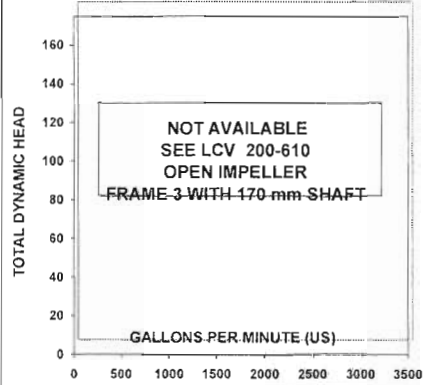 TOTAL DYNAMIC HEAD
160
140
120
100
80
60
40
20
0
NOT AVAILABLE
SEE LCV 200-610
OPEN IMPELLER
FRAME 3 WITH 170 mm SHAFT
GALLONS PER MINUTE (US)
0 500 1000 1500 2000 2500 3000 3500